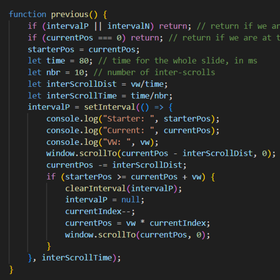 function previous() {
if (intervalP || intervalN) return; // return if we ar
if (currentPos === 0) return; // return if we are at t
starterPos = currentPos;
let time = 80; // time for the whole slide, in ms
let nbr = 10; // number of inter-scrolls
let interScrollDist = vw/time;
let interScrollTime = time/nbr;
intervalP = setInterval(() => {
console.log("Starter: ", starterPos);
console.log("Current: ", currentPos);
console.log("VW: ", vw);
window.scrollTo(currentPos - interScrollDist, 0);
currentPos -= interScrollDist;
if (starterPos >= currentPos + vw) {
clearInterval(intervalP);
intervalP = null;
currentIndex--;
currentPos = vw * currentIndex;
window.scrollTo(currentPos, 0);
}
}, interScrollTime);
}